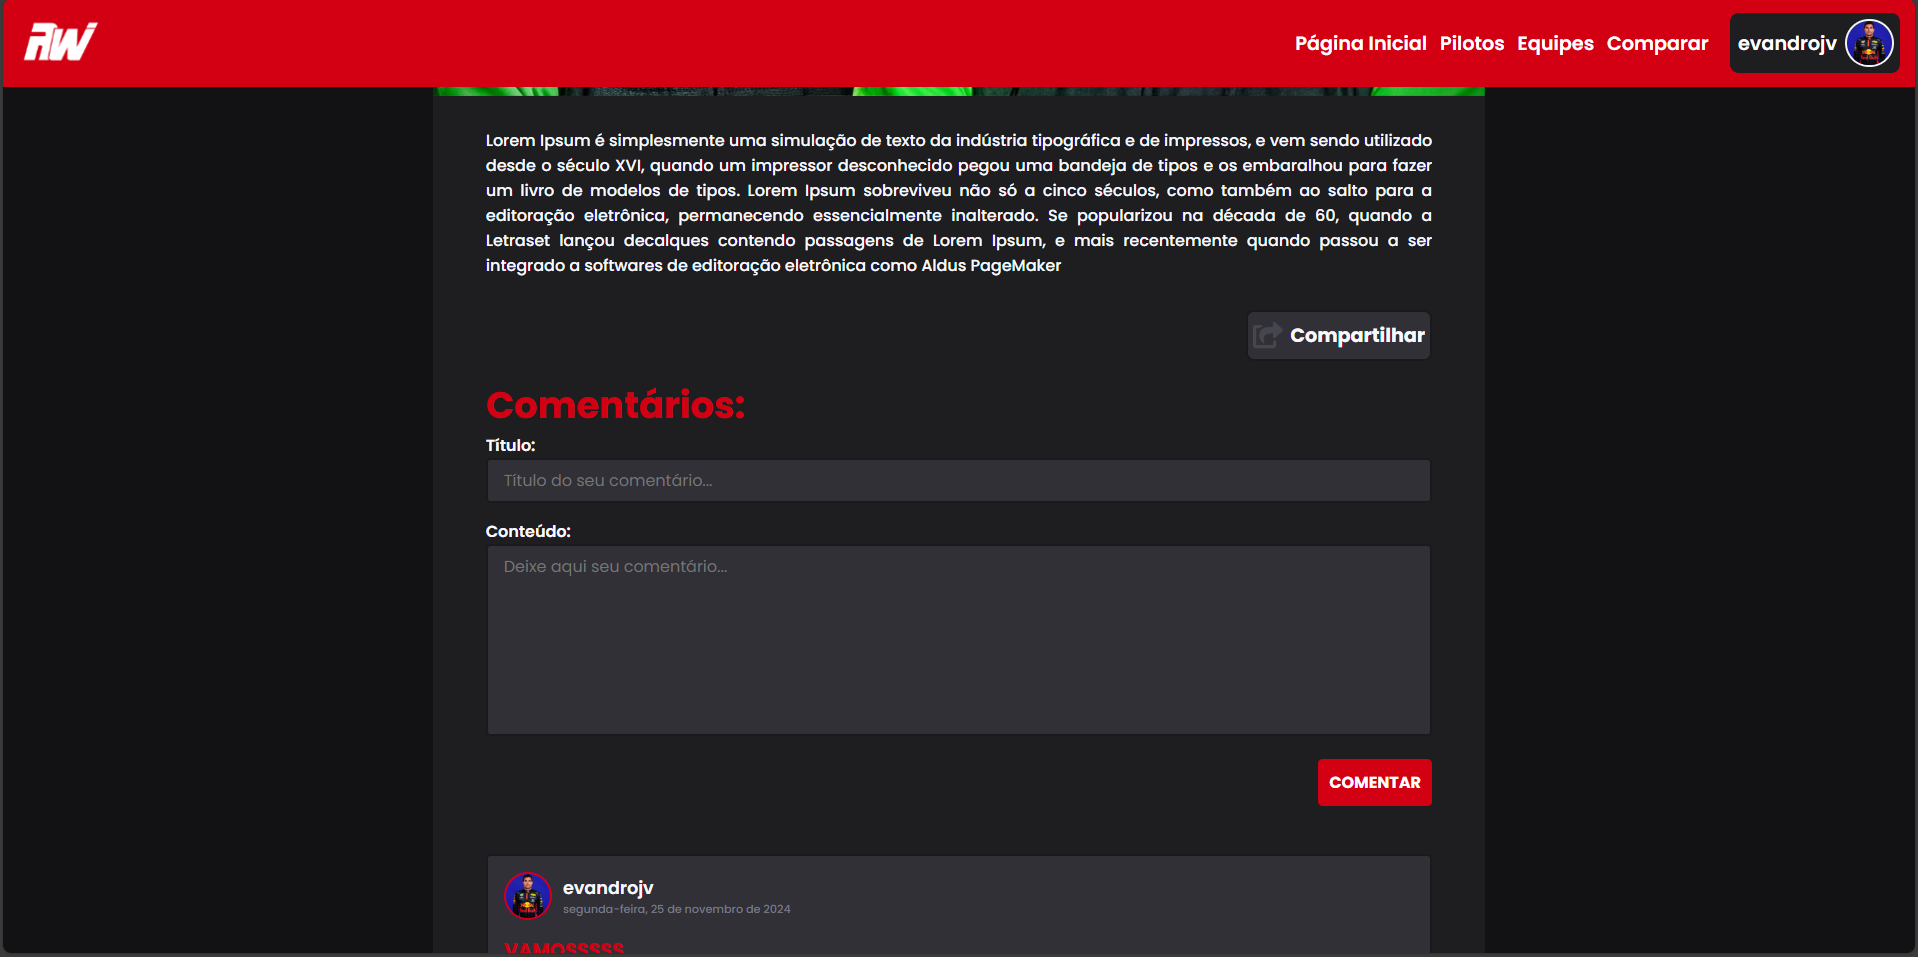 RW
Página Inicial Pilotos Equipes Comparar evandrojv
Lorem Ipsum é simplesmente uma simulação de texto da indústria tipográfica e de impressos, e vem sendo utilizado
desde o século XVI, quando um impressor desconhecido pegou uma bandeja de tipos e os embaralhou para fazer
um livro de modelos de tipos. Lorem Ipsum sobreviveu não só a cinco séculos, como também ao salto para a
editoração eletrônica, permanecendo essencialmente inalterado. Se popularizou na década de 60, quando a
Letraset lançou decalques contendo passagens de Lorem Ipsum, e mais recentemente quando passou a ser
integrado a softwares de editoração eletrônica como Aldus PageMaker
Compartilhar
Comentários:
Título:
Título do seu comentário...
Conteúdo:
Deixe aqui seu comentário...
COMENTAR
evandrojv
segunda-feira, 25 de novembro de 2024
VAMOSSSSS